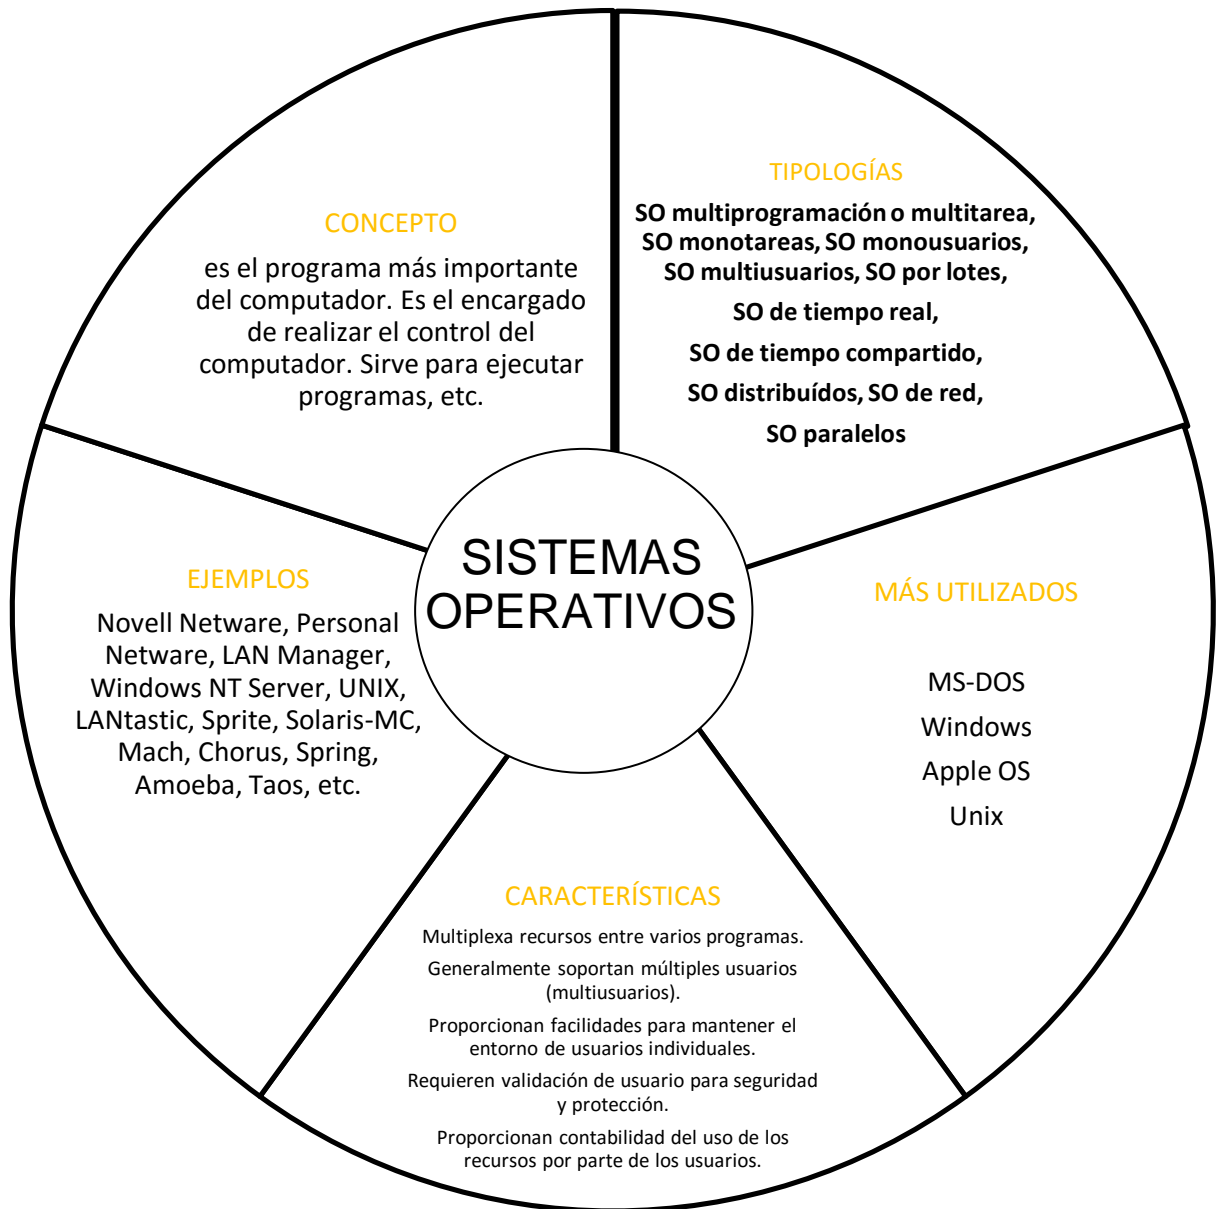 TIPOLOGÍAS
SO multiprogramación o multitarea,
SO monotareas, SO monousuarios,
SO multiusuarios, SO por lotes,
SO de tiempo real,
SO de tiempo compartido,
SO distribuídos, SO de red,
SO paralelos
CONCEPTO
es el programa más importante
del computador. Es el encargado
de realizar el control del
computador. Sirve para ejecutar
programas, etc.
SISTEMAS
OPERATIVOS
EJEMPLOS
Novell Netware, Personal
Netware, LAN Manager,
Windows NT Server, UNIX,
LANtastic, Sprite, Solaris-MC,
Mach, Chorus, Spring,
Amoeba, Taos, etc.
MÁS UTILIZADOS
MS-DOS
Windows
Apple OS
Unix
CARACTERÍSTICAS
Multiplexa recursos entre varios programas.
Generalmente soportan múltiples usuarios
(multiusuarios).
Proporcionan facilidades para mantener el
entorno de usuarios individuales.
Requieren validación de usuario para seguridad
y protección.
Proporcionan contabilidad del uso de los
recursos por parte de los usuarios.